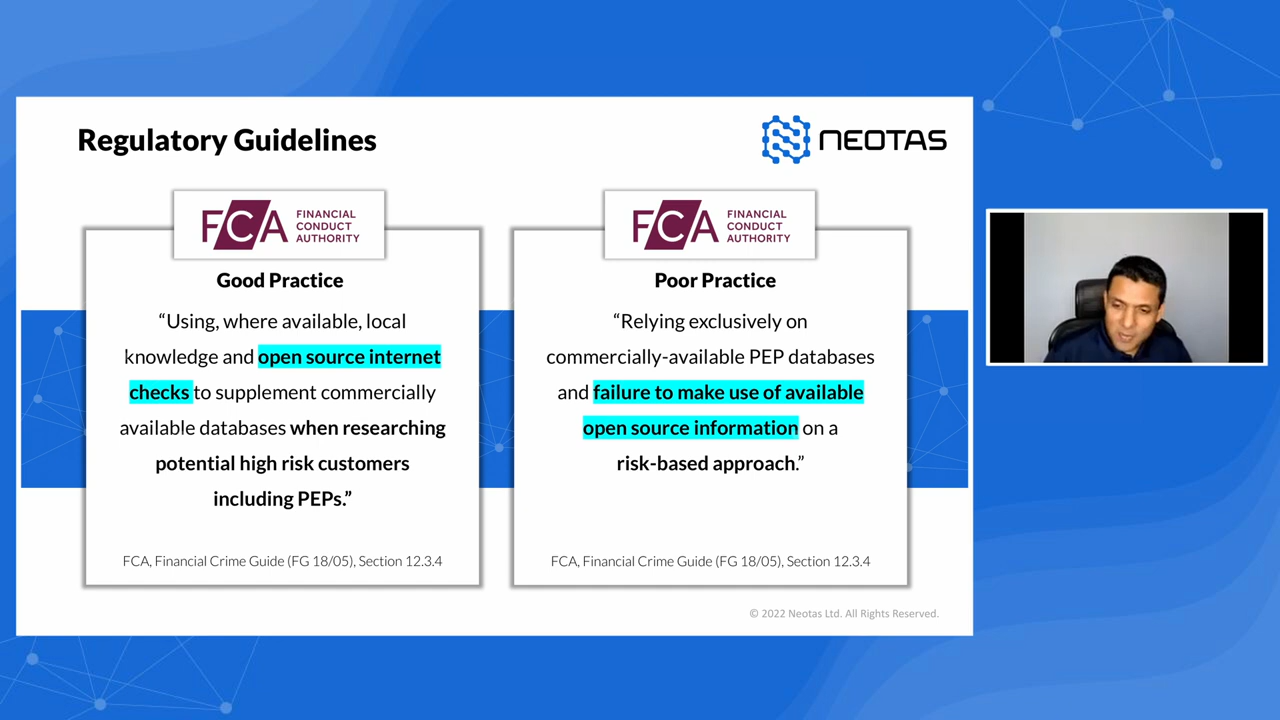 Regulatory Guidelines
NEOTAS
FCA FINANCIAL
CONDUCT
AUTHORITY
Good Practice
“Using, where available, local
knowledge and open source internet
checks to supplement commercially
available databases when researching
potential high risk customers
including PEPs.”
FCA, Financial Crime Guide (FG 18/05), Section 12.3.4
FCA FINANCIAL
CONDUCT
AUTHORITY
Poor Practice
“Relying exclusively on
commercially-available PEP databases
and failure to make use of available
open source information on a
risk-based approach.”
FCA, Financial Crime Guide (FG 18/05), Section 12.3.4
© 2022 Neotas Ltd. All Rights Reserved.